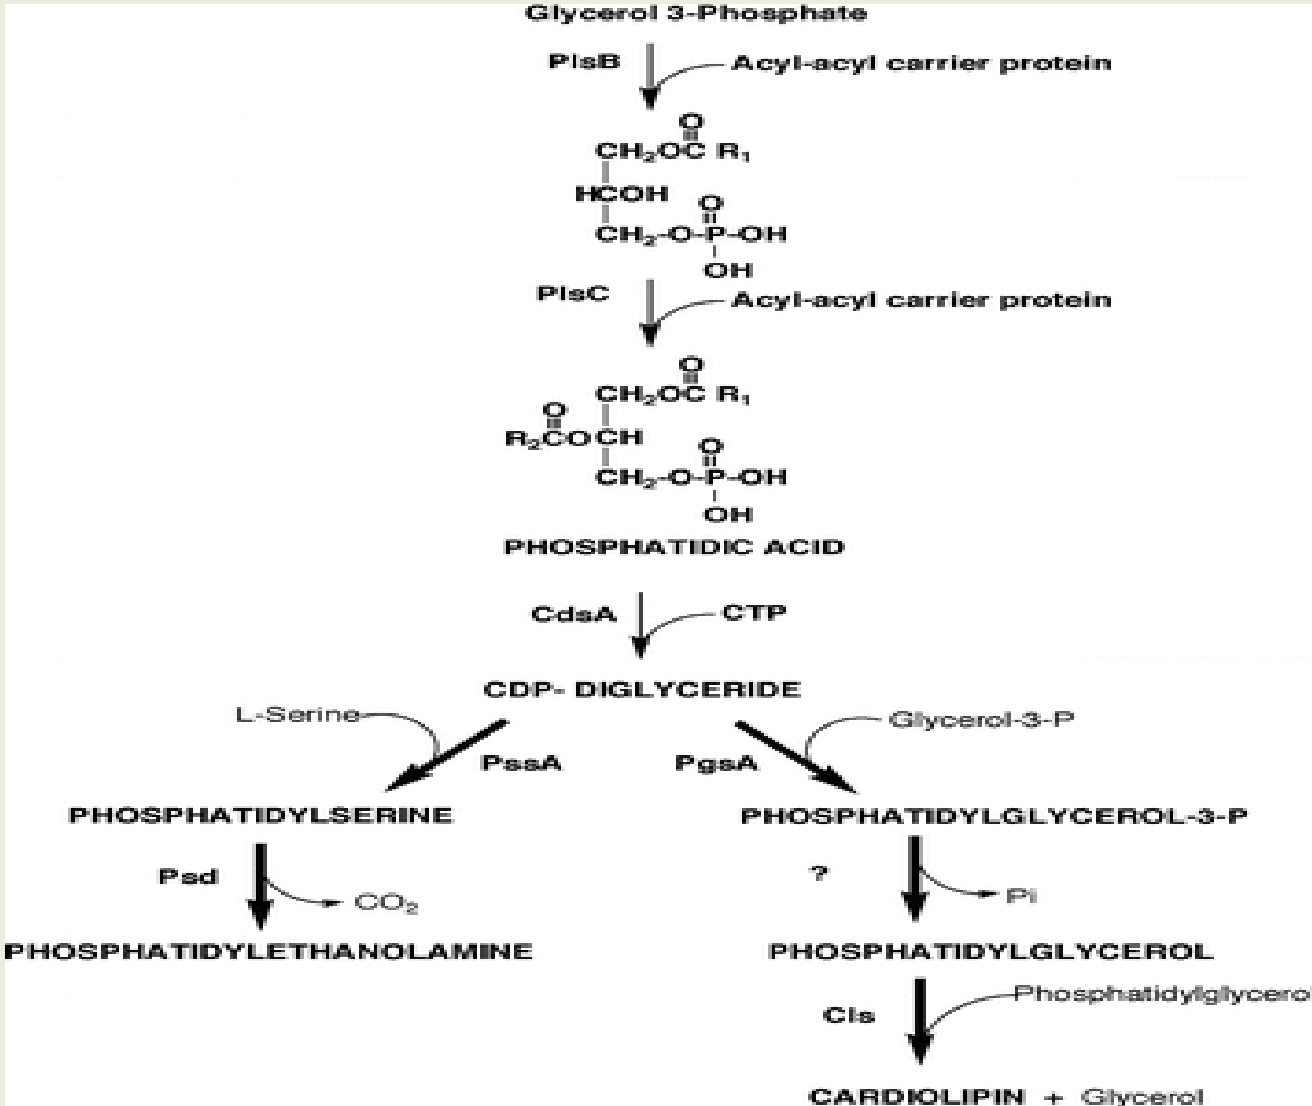 Glycerol 3-Phosphate
PlsB
Acyl-acyl carrier protein
O
CH₂OC R₁
HCOH
O
CH₂-O-P-OH
OH
PlsC
Acyl-acyl carrier protein
O
CH₂OC R₁
O
R₂COCH
O
CH₂-O-P-OH
OH
PHOSPHATIDIC ACID
CdsA
CTP
CDP- DIGLYCERIDE
L-Serine
Glycerol-3-P
PssA
PgsA
PHOSPHATIDYLSERINE
PHOSPHATIDYLGLYCEROL-3-P
Psd
?
CO₂
Pi
PHOSPHATIDYLETHANOLAMINE
PHOSPHATIDYLGLYCEROL
Phosphatidylglycerol
Cls
CARDIOLIPIN + Glycerol